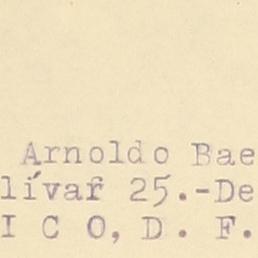 Arnoldo Bae
lívar 25.-De
I C O, D . F.